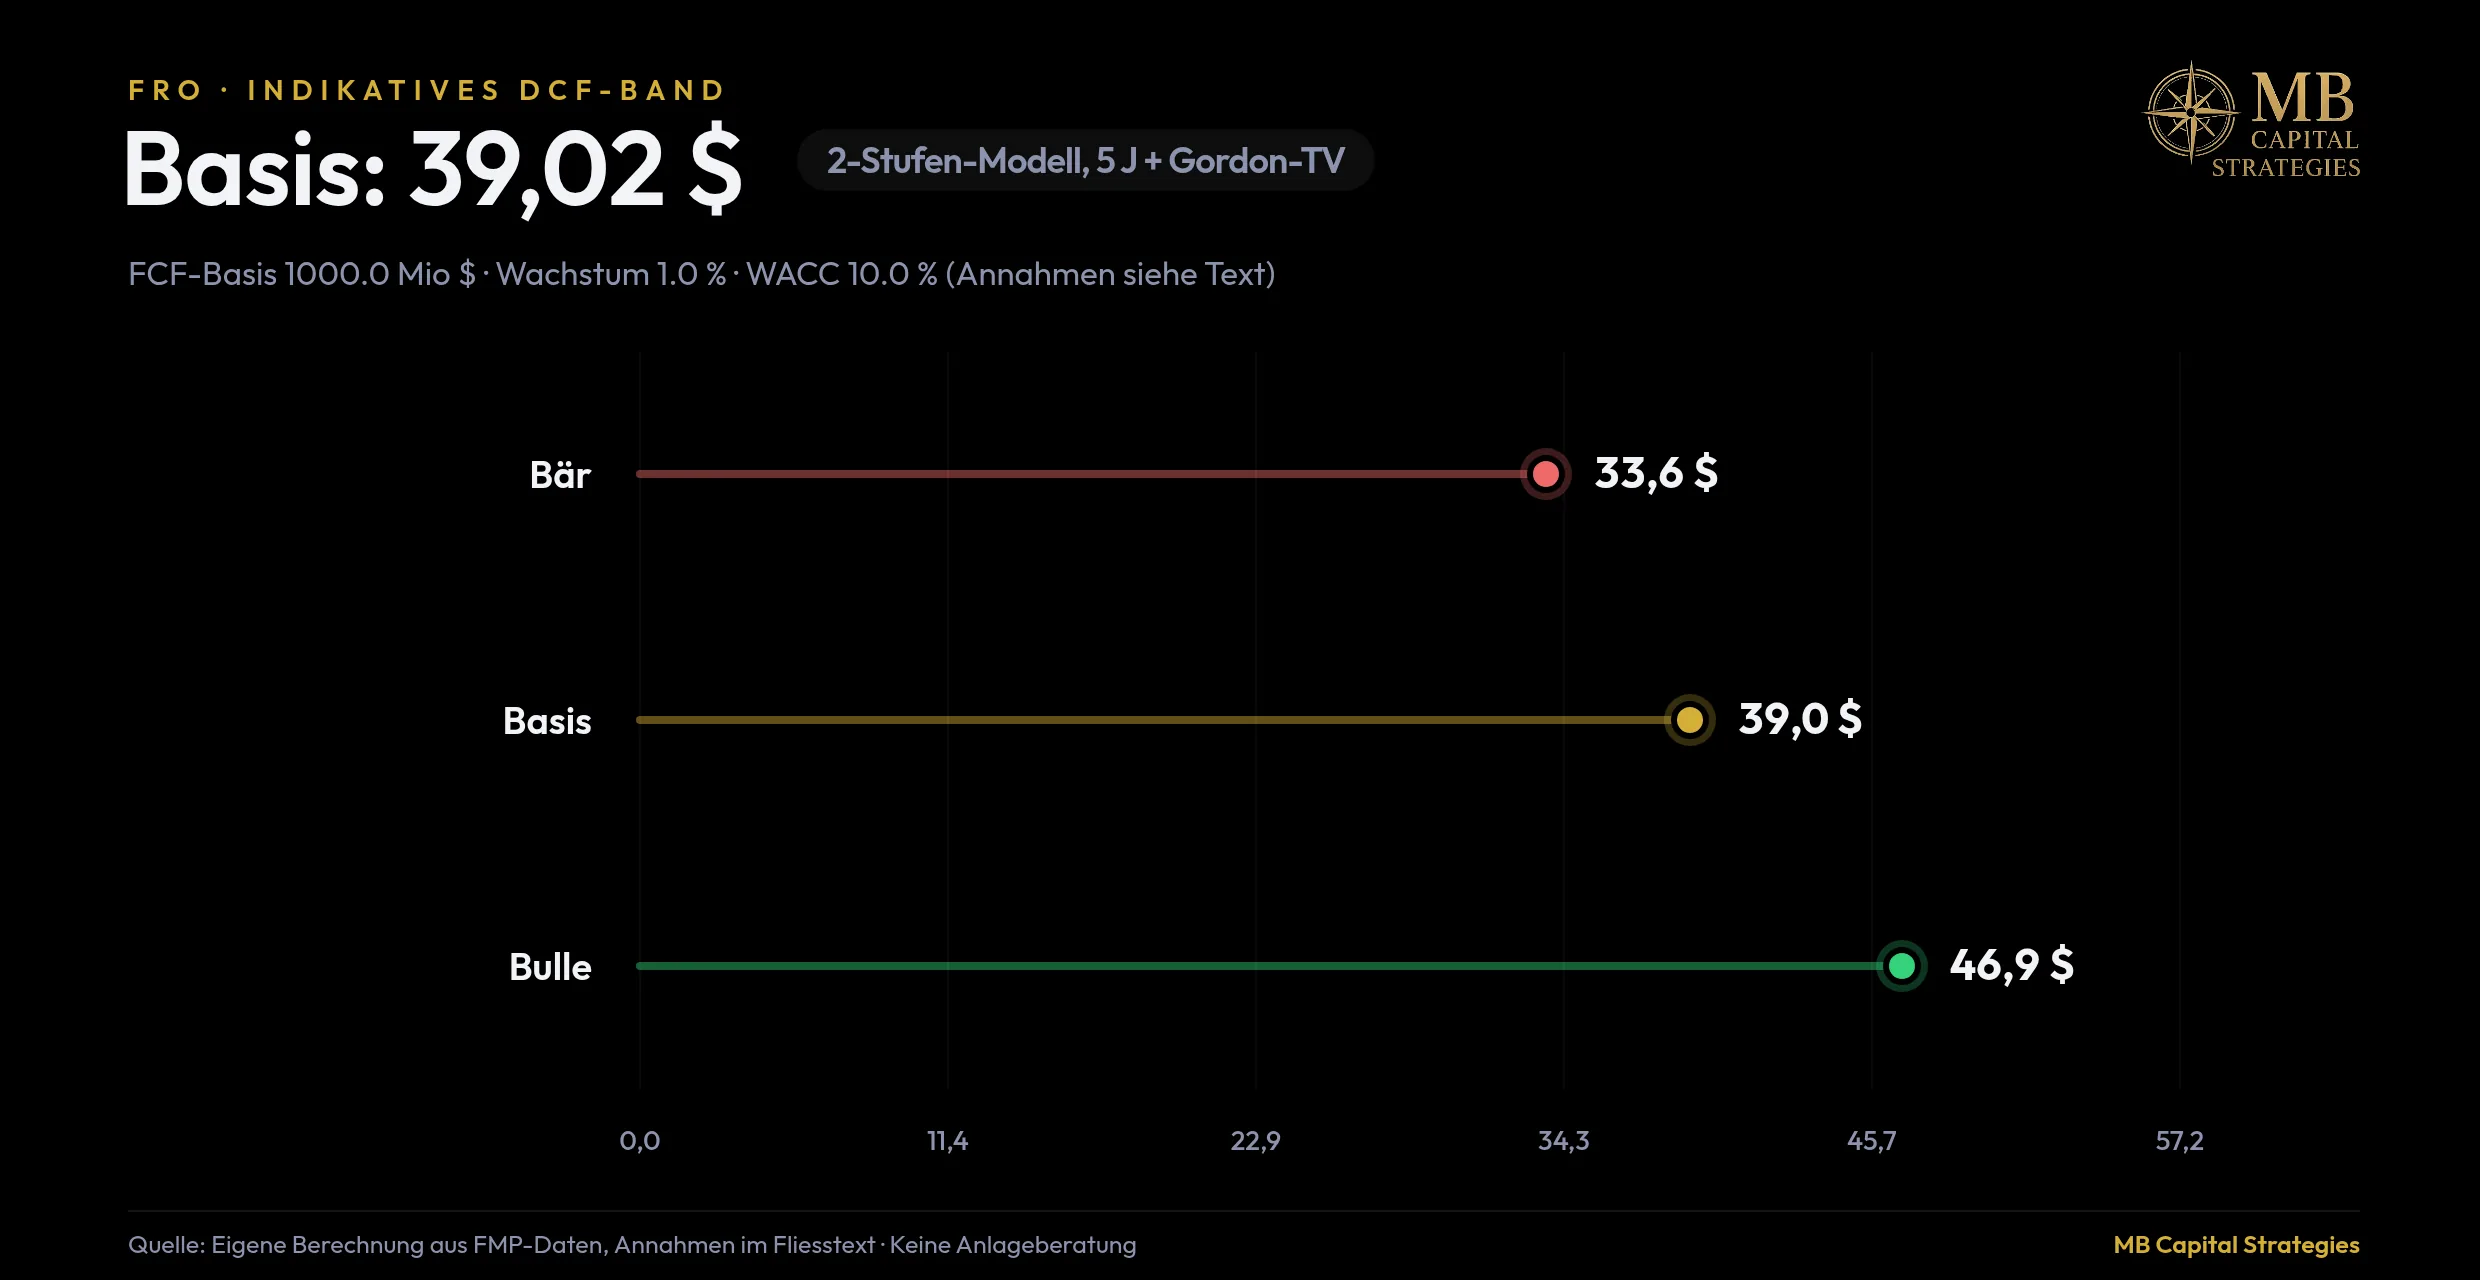 FRO · INDIKATIVES DCF-BAND
Basis: 39,02 $
2-Stufen-Modell, 5 J + Gordon-TV
FCF-Basis 1000.0 Mio $ · Wachstum 1.0 % · WACC 10.0 % (Annahmen siehe Text)
MB
CAPITAL
STRATEGIES
Bär
33,6 $
Basis
39,0 $
Bulle
46,9 $
0,0 11,4 22,9 34,3 45,7 57,2
Quelle: Eigene Berechnung aus FMP-Daten, Annahmen im Fliesstext · Keine Anlageberatung
MB Capital Strategies